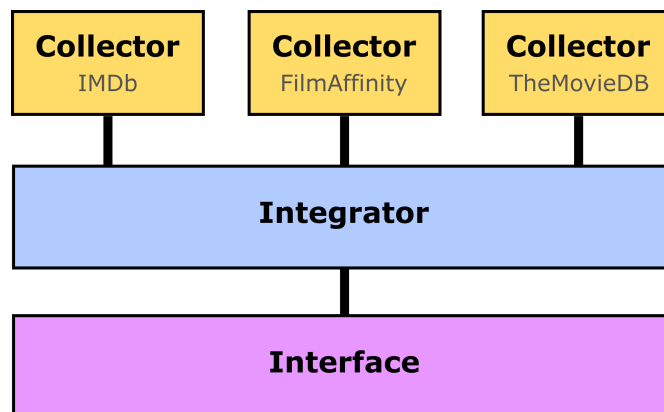 Collector Collector Collector
IMDb FilmAffinity TheMovieDB
Integrator
Interface